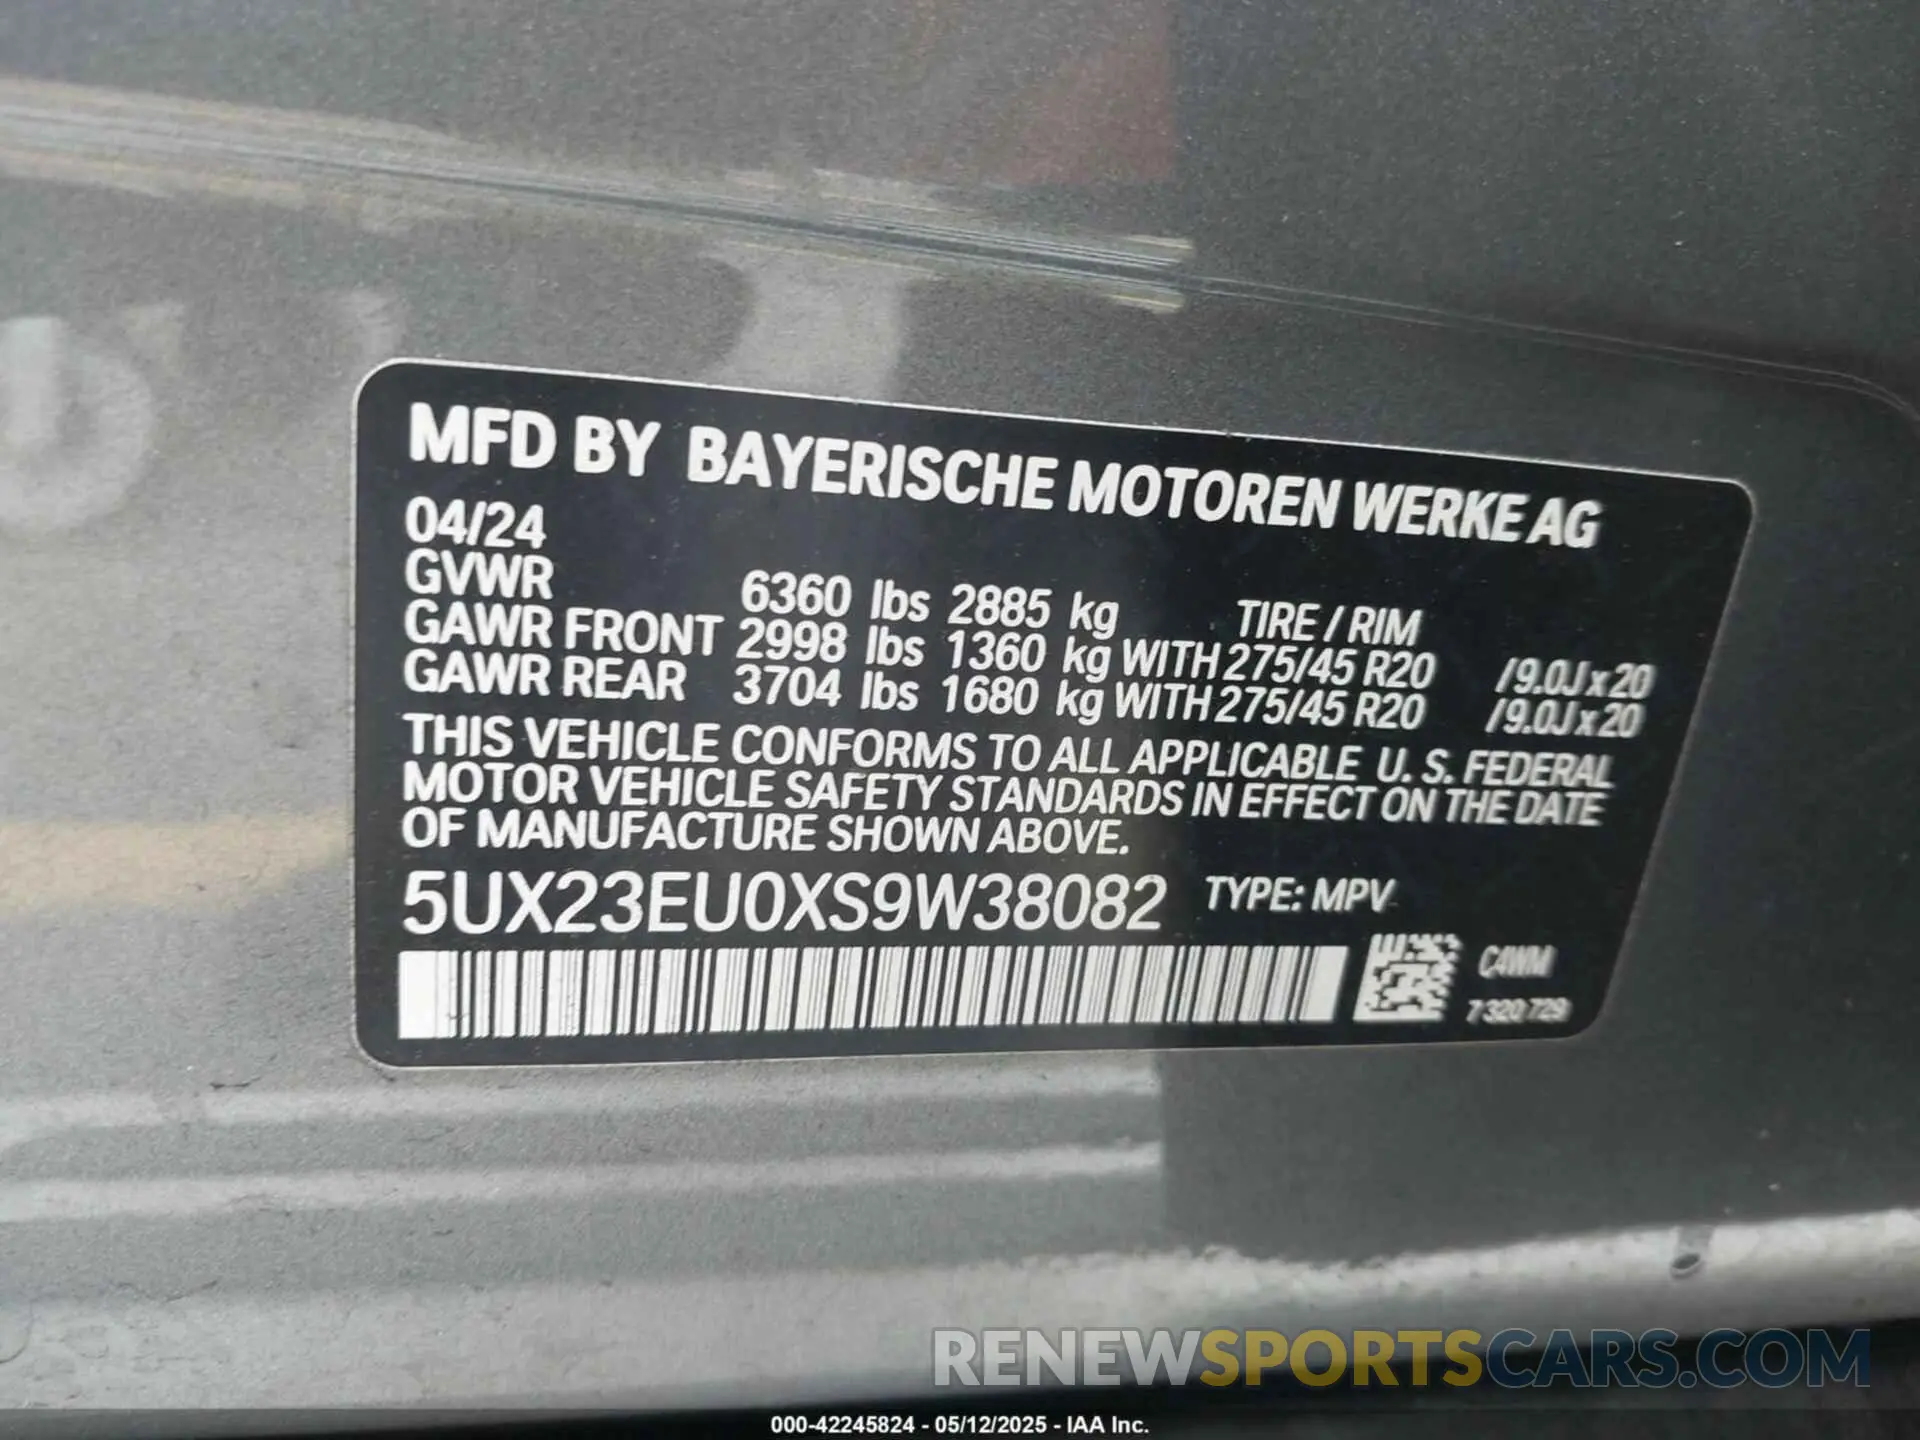 MFD BY BAYERISCHE MOTOREN WERKE AG
04/24
GVWR 6360 lbs 2885 kg TIRE / RIM
GAWR FRONT 2998 lbs 1360 kg WITH 275/45 R20 /9.0J x 20
GAWR REAR 3704 lbs 1680 kg WITH 275/45 R20 /9.0J x 20
THIS VEHICLE CONFORMS TO ALL APPLICABLE U. S. FEDERAL
MOTOR VEHICLE SAFETY STANDARDS IN EFFECT ON THE DATE
OF MANUFACTURE SHOWN ABOVE.
5UX23EU0XS9W38082 TYPE: MPV
C4WM
7 320 729
RENEWSPORTSCARS.COM
000-42245824 - 05/12/2025 - IAA Inc.